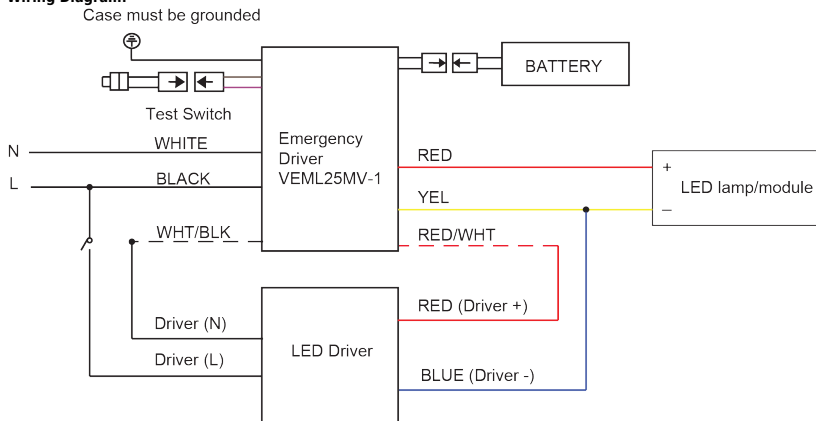 Wiring Diagram
Case must be grounded
BATTERY
Test Switch
N
WHITE
Emergency
Driver
VEML25MV-1
RED
+
LED lamp/module
L
BLACK
YEL
–
WHT/BLK
RED/WHT
RED (Driver +)
Driver (N)
LED Driver
Driver (L)
BLUE (Driver -)